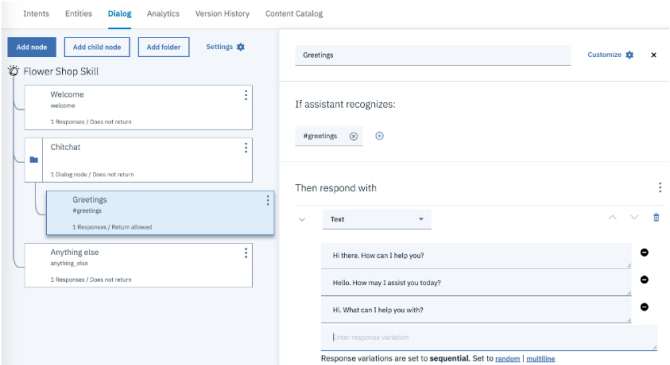 Intents Entities Dialog Analytics Version History Content Catalog
Add node Add child node Add folder Settings
Flower Shop Skill
Welcome
welcome
1 Responses / Does not return
Chitchat
1 Dialog node / Does not return
Greetings
#greetings
1 Responses / Return allowed
Anything else
anything_else
1 Responses / Does not return
Greetings
Customize
If assistant recognizes:
#greetings
Then respond with
Text
Hi there. How can I help you?
Hello. How may I assist you today?
Hi. What can I help you with?
Enter response variation
Response variations are set to sequential. Set to random | multiline